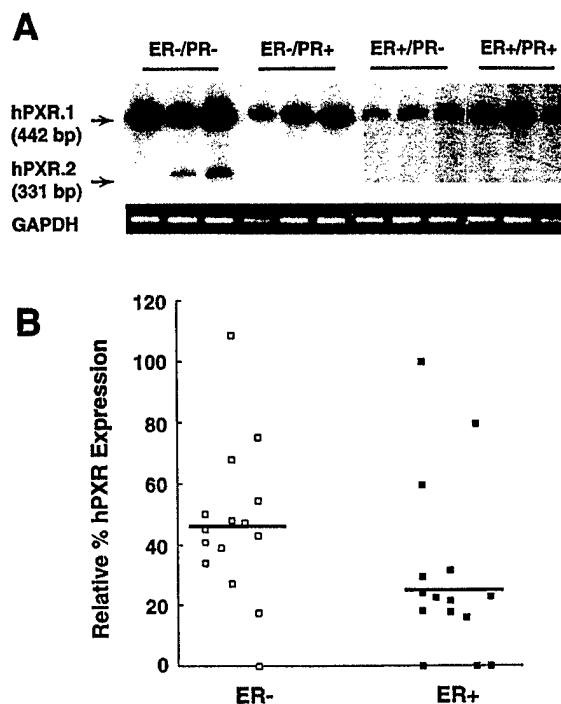 A
ER-/PR- ER-/PR+ ER+/PR- ER+/PR+
hPXR.1
(442 bp)
hPXR.2
(331 bp)
GAPDH
B
Relative % hPXR Expression
120
100
80
60
40
20
0
ER- ER+